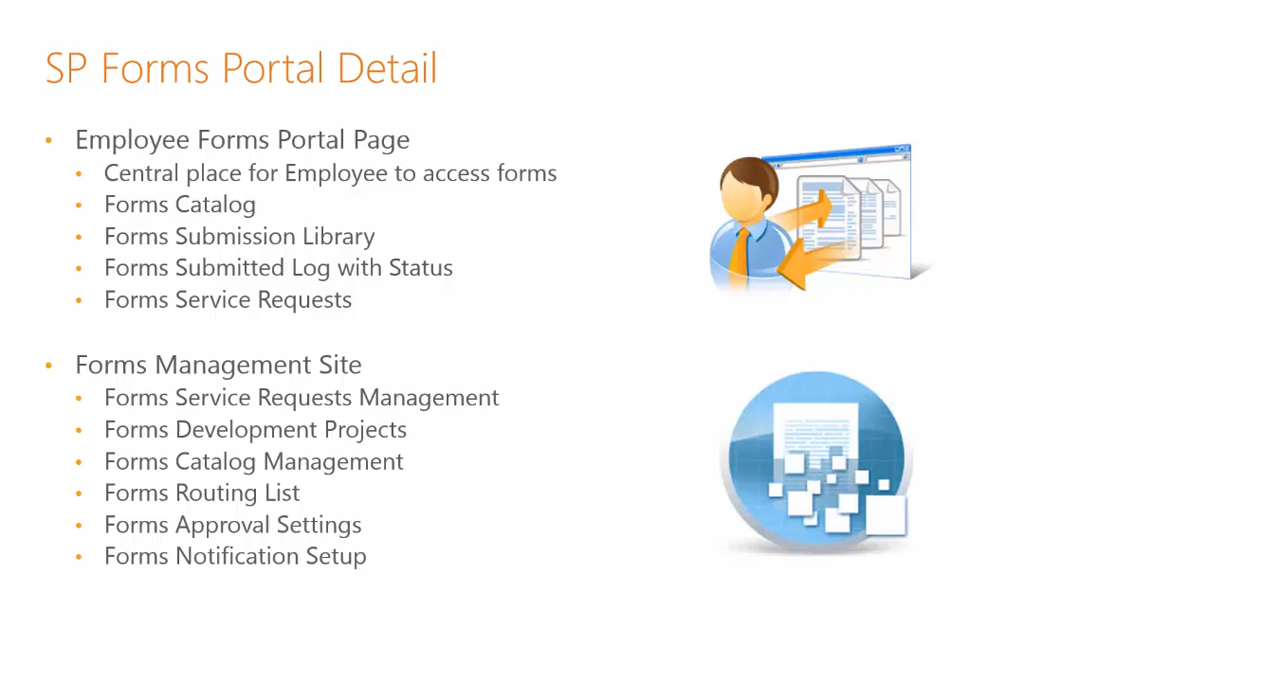 SP Forms Portal Detail
• Employee Forms Portal Page
• Central place for Employee to access forms
• Forms Catalog
• Forms Submission Library
• Forms Submitted Log with Status
• Forms Service Requests
• Forms Management Site
• Forms Service Requests Management
• Forms Development Projects
• Forms Catalog Management
• Forms Routing List
• Forms Approval Settings
• Forms Notification Setup